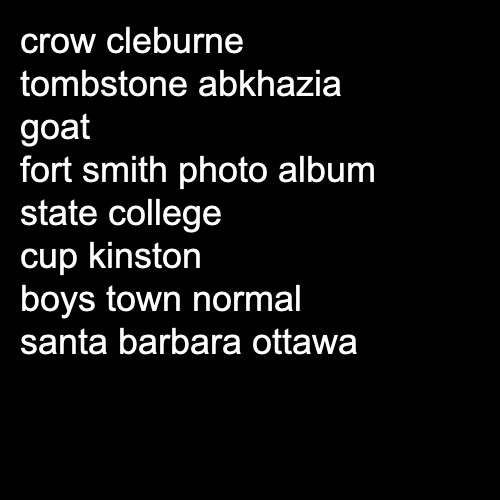 crow cleburne
tombstone abkhazia
goat
fort smith photo album
state college
cup kinston
boys town normal
santa barbara ottawa